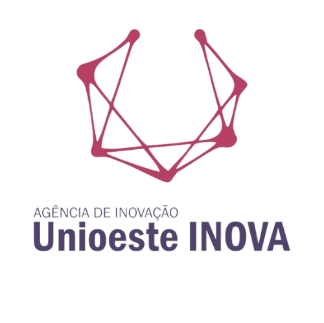 AGÊNCIA DE INOVAÇÃO
Unioeste INOVA